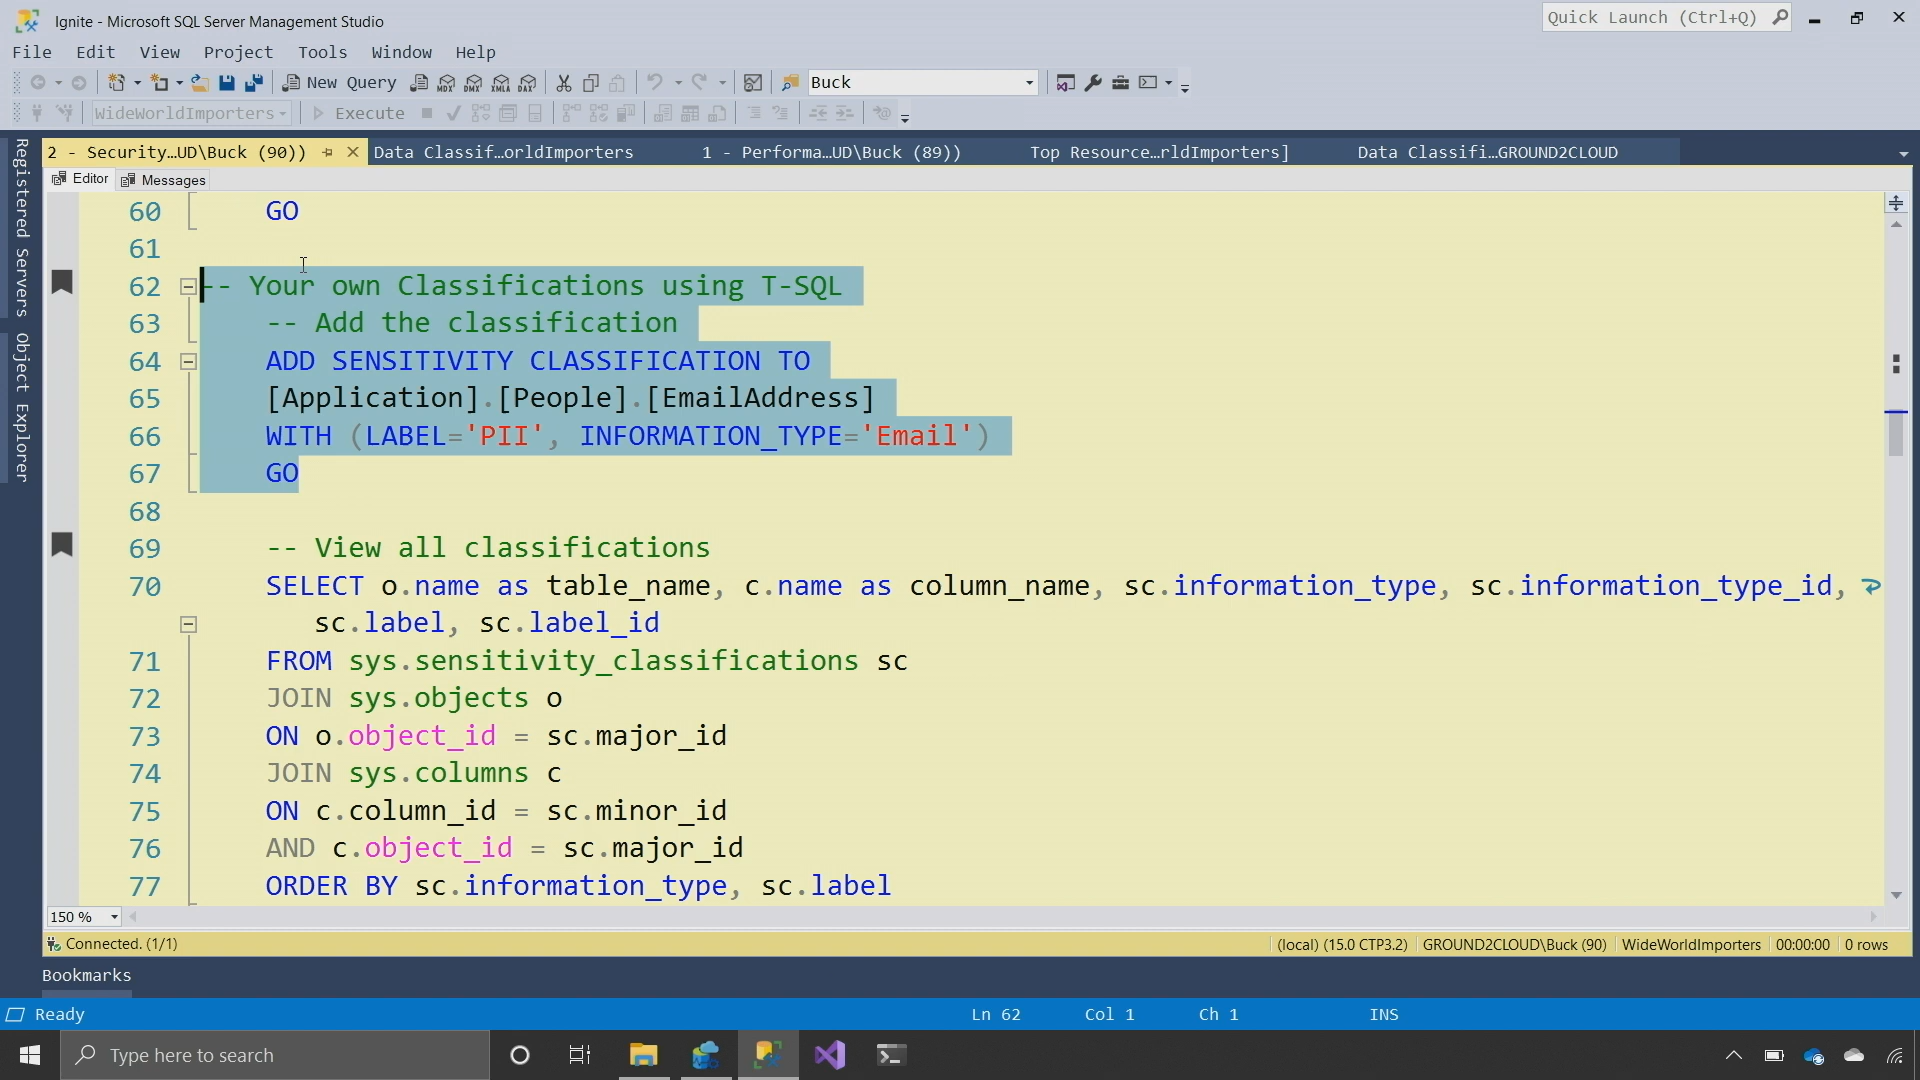 Ignite - Microsoft SQL Server Management Studio
Quick Launch (Ctrl+Q)
File Edit View Project Tools Window Help
New Query MDX DMX XMLA DAX Buck
WideWorldImporters Execute
2 - Security...UD\Buck (90)) Data Classif...orldImporters 1 - Performa...UD\Buck (89)) Top Resource...rldImporters] Data Classifi...GROUND2CLOUD
Registered Servers
Object Explorer
Editor Messages
60 GO
61
62 -- Your own Classifications using T-SQL
63 -- Add the classification
64 ADD SENSITIVITY CLASSIFICATION TO
65 [Application].[People].[EmailAddress]
66 WITH (LABEL='PII', INFORMATION_TYPE='Email')
67 GO
68
69 -- View all classifications
70 SELECT o.name as table_name, c.name as column_name, sc.information_type, sc.information_type_id,
sc.label, sc.label_id
71 FROM sys.sensitivity_classifications sc
72 JOIN sys.objects o
73 ON o.object_id = sc.major_id
74 JOIN sys.columns c
75 ON c.column_id = sc.minor_id
76 AND c.object_id = sc.major_id
77 ORDER BY sc.information_type, sc.label
150 %
Connected. (1/1) (local) (15.0 CTP3.2) GROUND2CLOUD\Buck (90) WideWorldImporters 00:00:00 0 rows
Bookmarks
Ready Ln 62 Col 1 Ch 1 INS
Type here to search